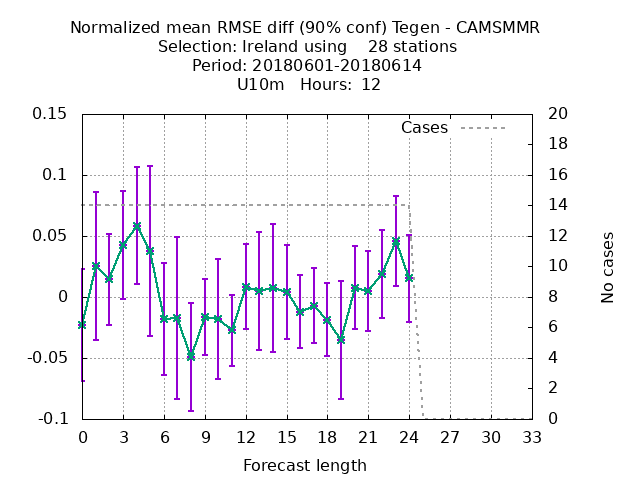 Normalized mean RMSE diff (90% conf) Tegen - CAMSMMR
Selection: Ireland using    28 stations
Period: 20180601-20180614
U10m   Hours:  12
Cases
0.15
0.1
0.05
0
-0.05
-0.1
20
18
16
14
12
10
8
6
4
2
0
No cases
0 3 6 9 12 15 18 21 24 27 30 33
Forecast length